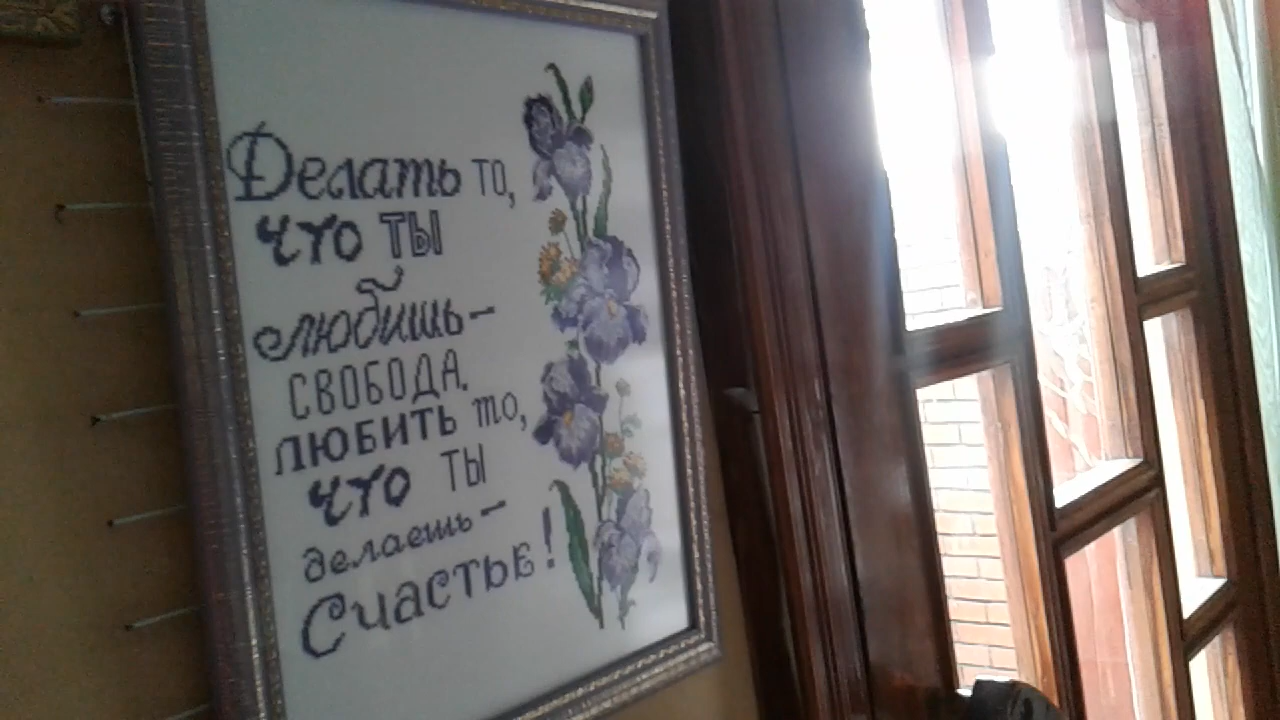 Делать то,
что ты
любишь–
СВОБОДА.
ЛЮБИТЬ то,
что ты
делаешь–
Счастье!